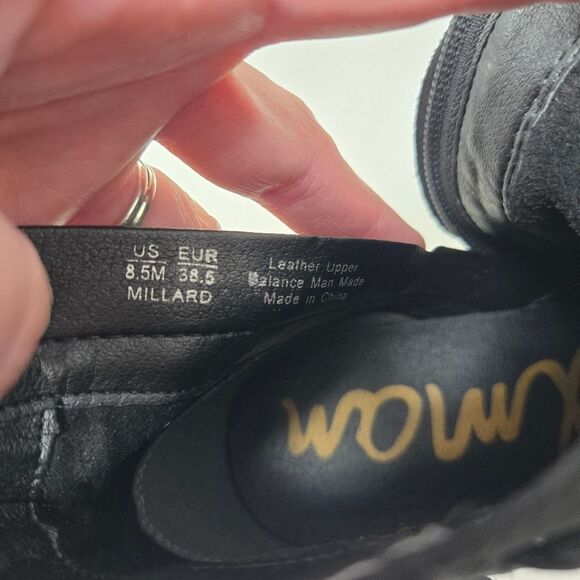 US EUR
8.5M 38.5
MILLARD
Leather Upper
Balance Man Made
Made in China